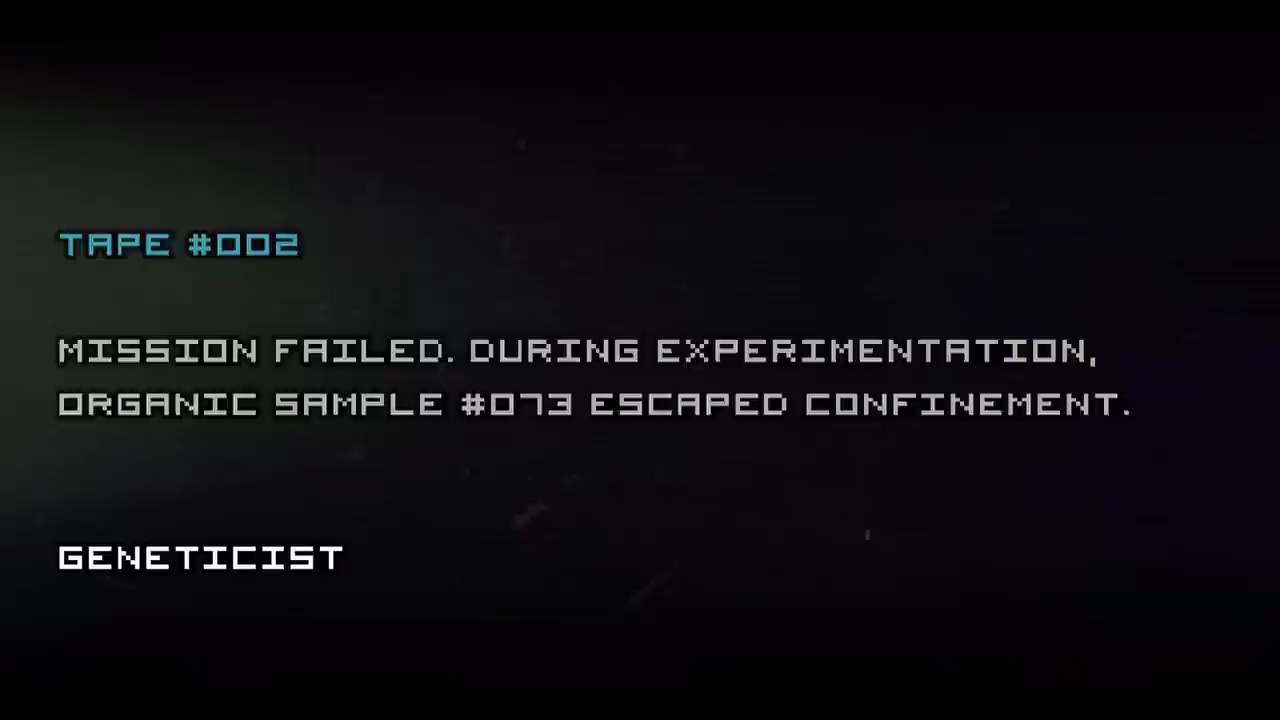 TAPE #002
MISSION FAILED. DURING EXPERIMENTATION,
ORGANIC SAMPLE #073 ESCAPED CONFINEMENT.
GENETICIST